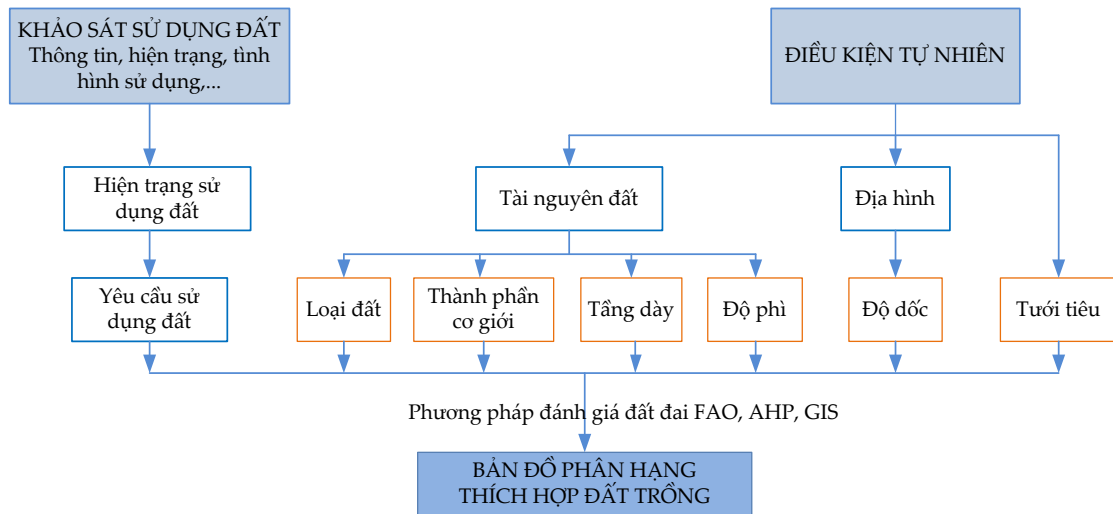 KHẢO SÁT SỬ DỤNG ĐẤT
Thông tin, hiện trạng, tình
hình sử dụng,...
ĐIỀU KIỆN TỰ NHIÊN
Hiện trạng sử
dụng đất
Tài nguyên đất
Địa hình
Yêu cầu sử
dụng đất
Loại đất
Thành phần
cơ giới
Tầng dày
Độ phì
Độ dốc
Tưới tiêu
Phương pháp đánh giá đất đai FAO, AHP, GIS
BẢN ĐỒ PHÂN HẠNG
THÍCH HỢP ĐẤT TRỒNG